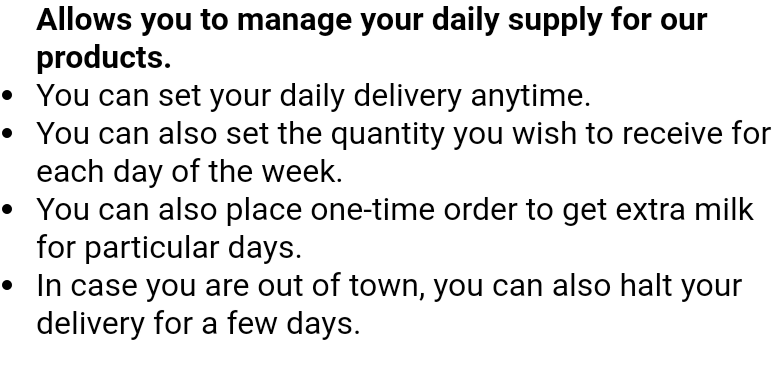 Allows you to manage your daily supply for our
products.
• You can set your daily delivery anytime.
• You can also set the quantity you wish to receive for
each day of the week.
• You can also place one-time order to get extra milk
for particular days.
• In case you are out of town, you can also halt your
delivery for a few days.